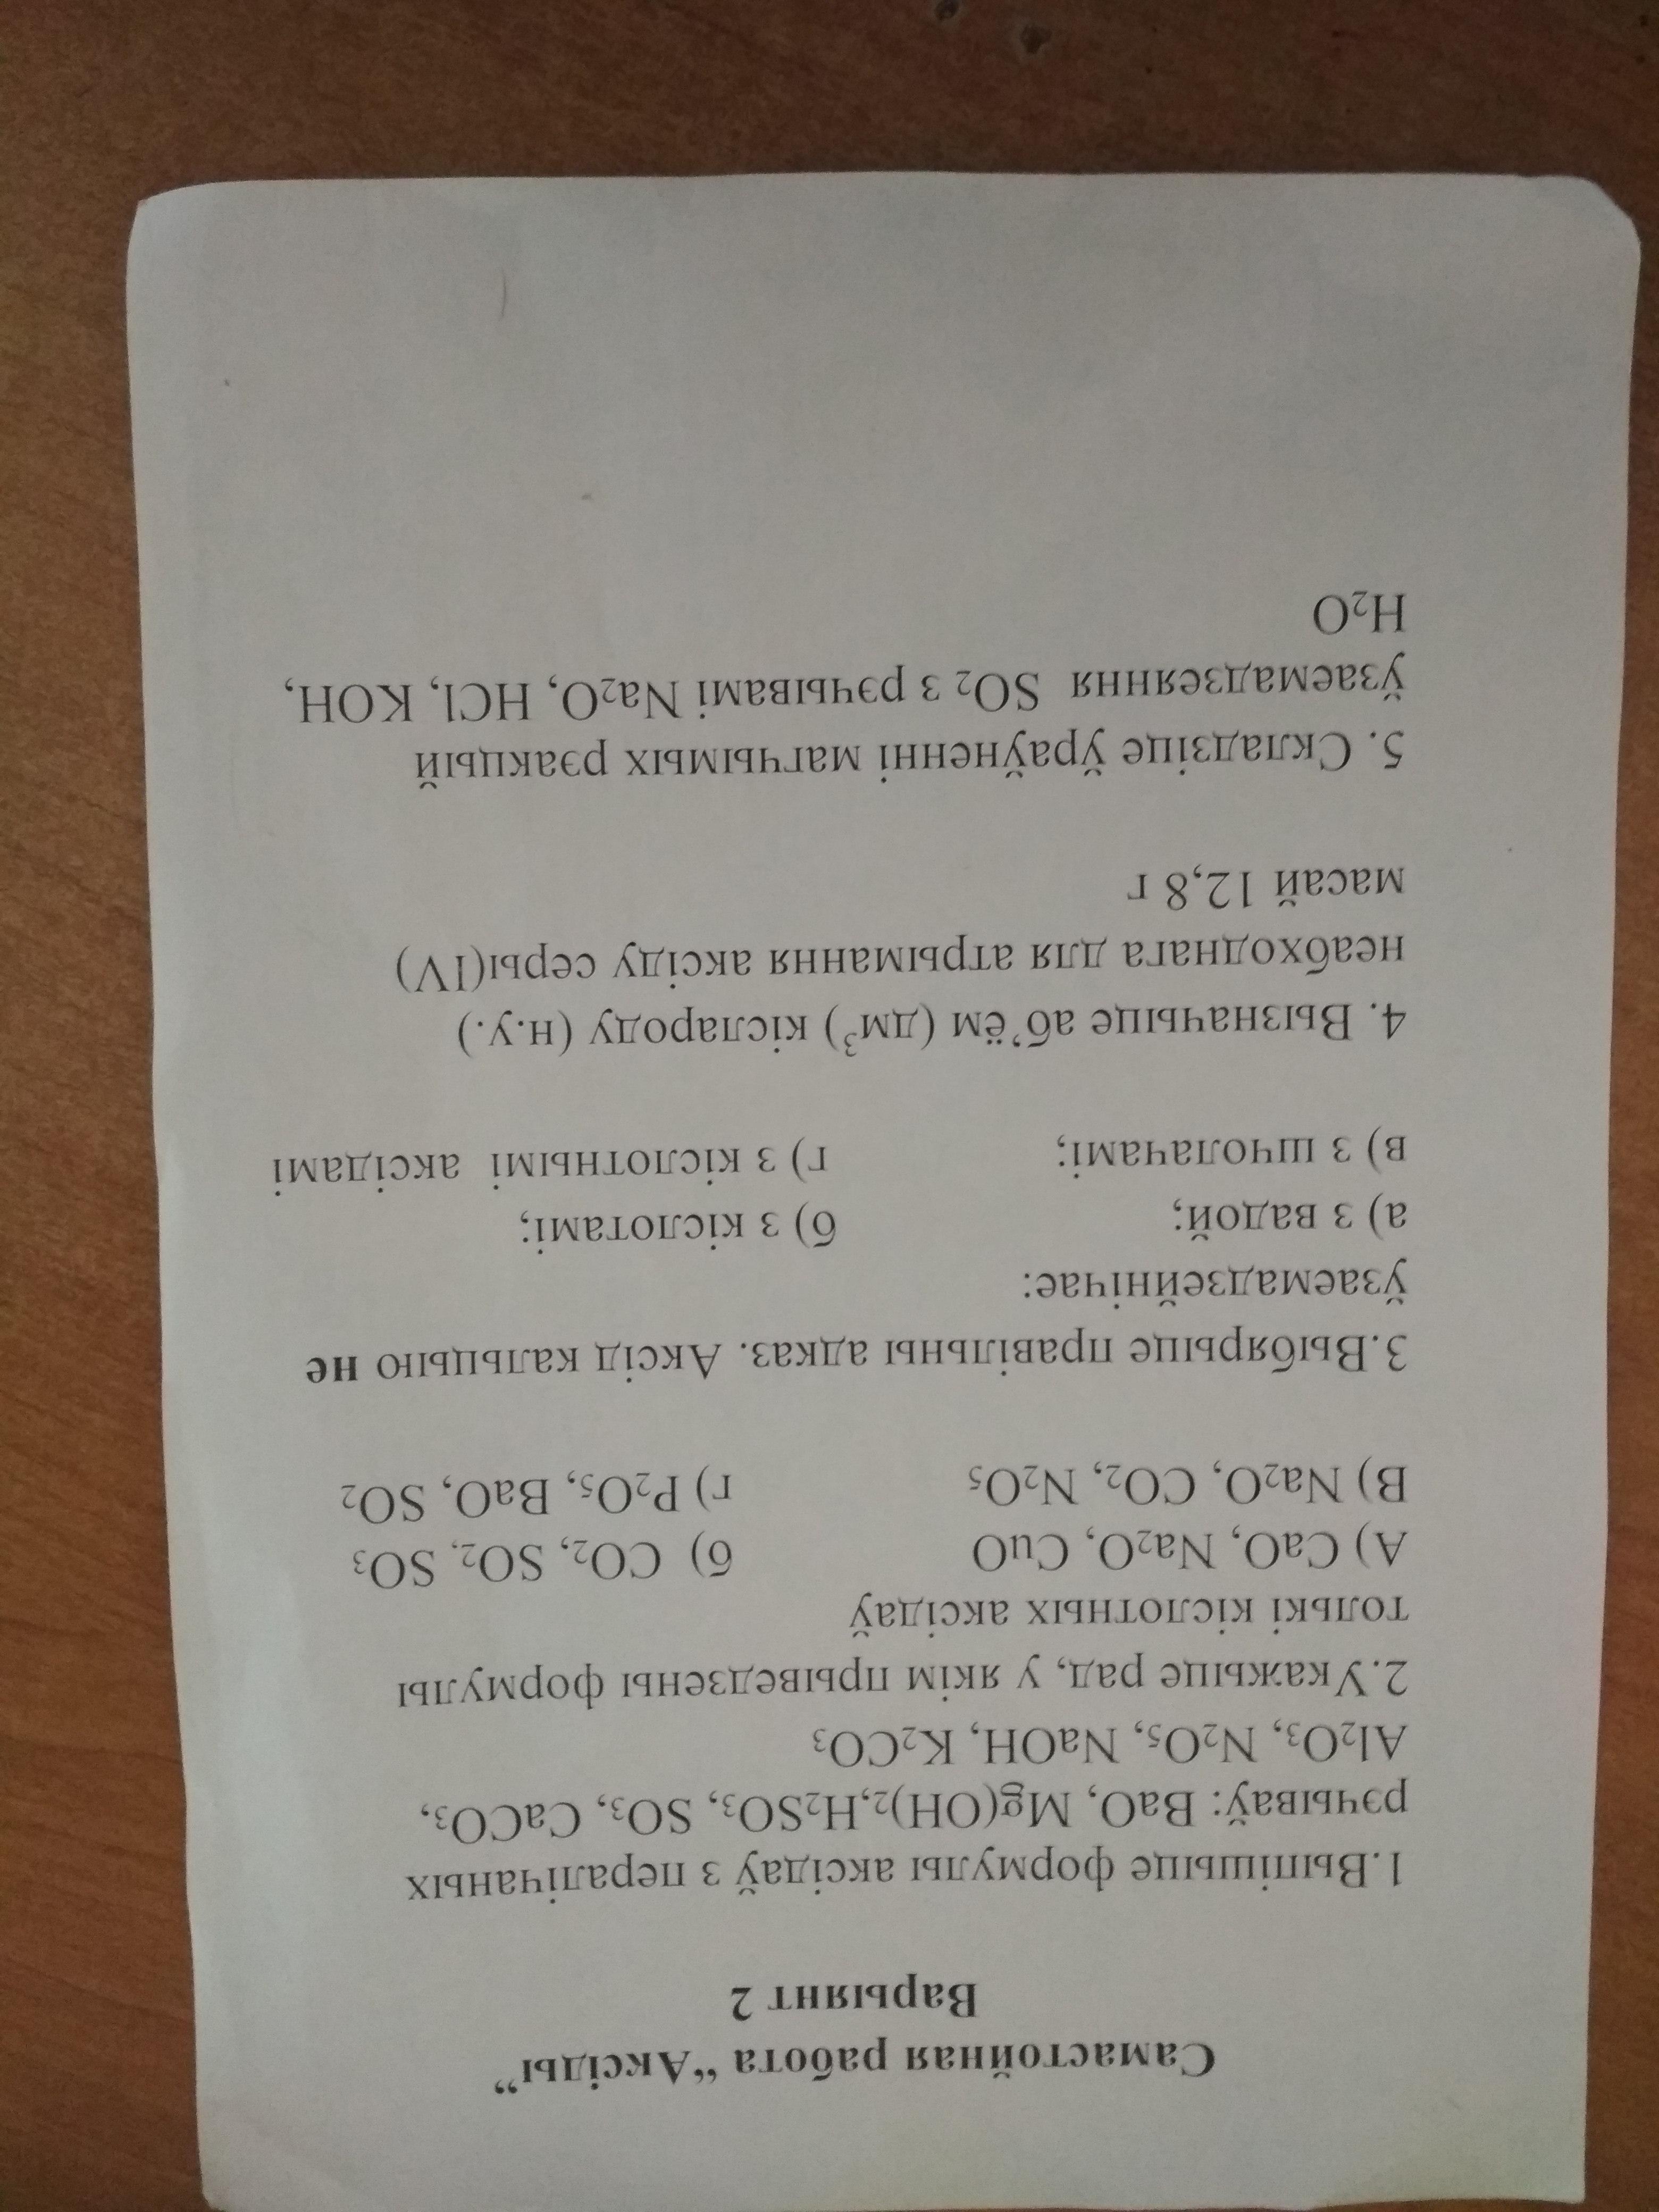 Самастойная работа “Аксіды”
Варыянт 2
1.Выпішыце формулы аксідаў з пералічаных
рэчываў: BaO, Mg(OH)2,H2SO3, SO3, CaCO3,
Al2O3, N2O5, NaOH, K2CO3
2.Укажыце рад, у якім прыведзены формулы
толькі кіслотных аксідаў
А) CaO, Na2O, CuO б) CO2, SO2, SO3
В) Na2O, CO2, N2O5 г) P2O5, BaO, SO2
3.Выбярыце правільны адказ. Аксід кальцыю не
ўзаемадзейнічае:
а) з вадой; б) з кіслотамі;
в) з шчолачамі; г) з кіслотнымі аксідамі
4. Вызначыце аб’ём (дм³) кіслароду (н.у.)
неабходнага для атрымання аксіду серы(IV)
масай 12,8 г
5. Складзіце ўраўненні магчымых рэакцый
ўзаемадзеяння SO2 з рэчывамі Na2O, HCl, KOH,
H2O